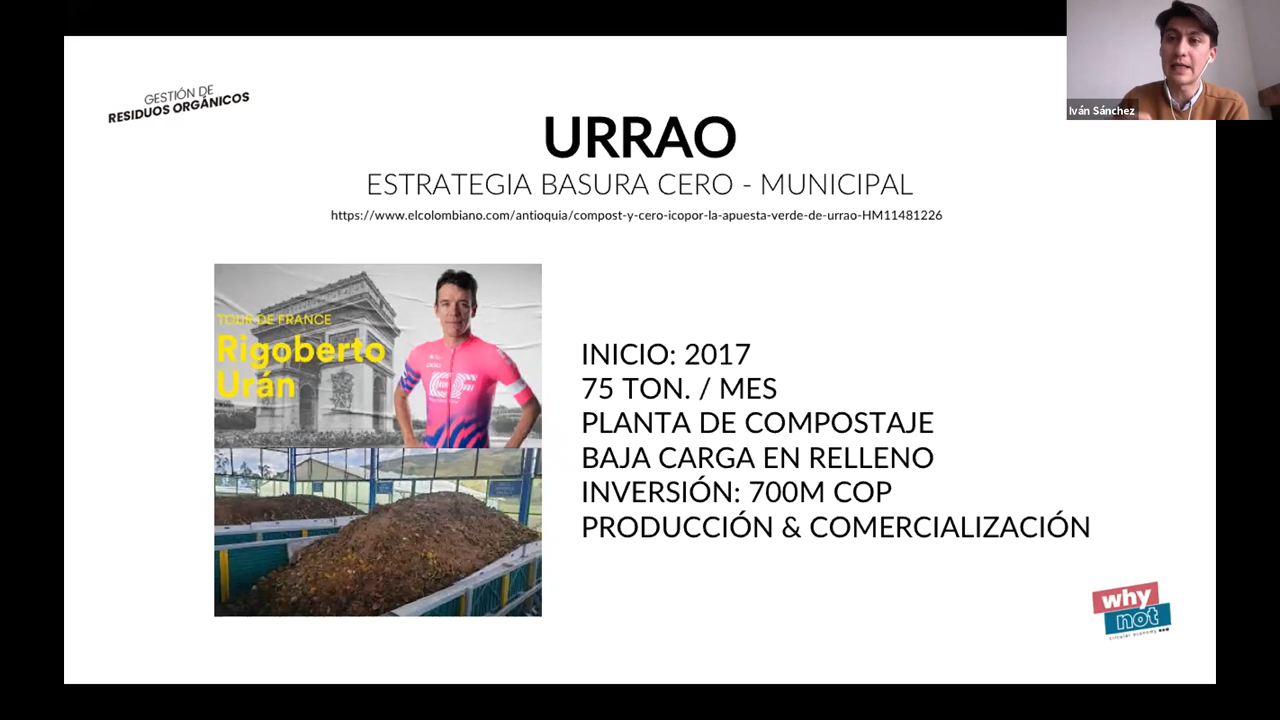 GESTIÓN DE
RESIDUOS ORGÁNICOS
Iván Sánchez
URRAO
ESTRATEGIA BASURA CERO - MUNICIPAL
https://www.elcolombiano.com/antioquia/compost-y-cero-icopor-la-apuesta-verde-de-urrao-HM11481226
TOUR DE FRANCE
Rigoberto
Urán
INICIO: 2017
75 TON. / MES
PLANTA DE COMPOSTAJE
BAJA CARGA EN RELLENO
INVERSIÓN: 700M COP
PRODUCCIÓN & COMERCIALIZACIÓN
why
not
circular economy